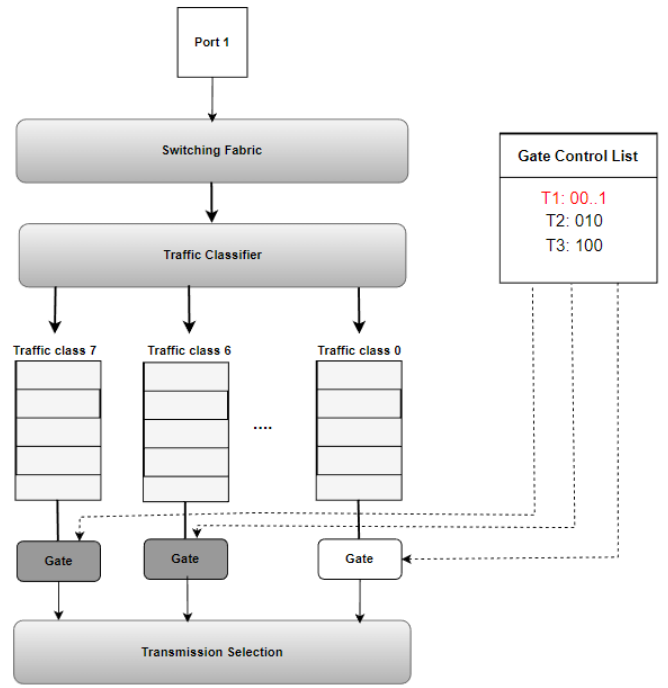 Port 1
Switching Fabric
Gate Control List
T1: 00..1
T2: 010
T3: 100
Traffic Classifier
Traffic class 7
Traffic class 6
Traffic class 0
....
Gate
Gate
Gate
Transmission Selection